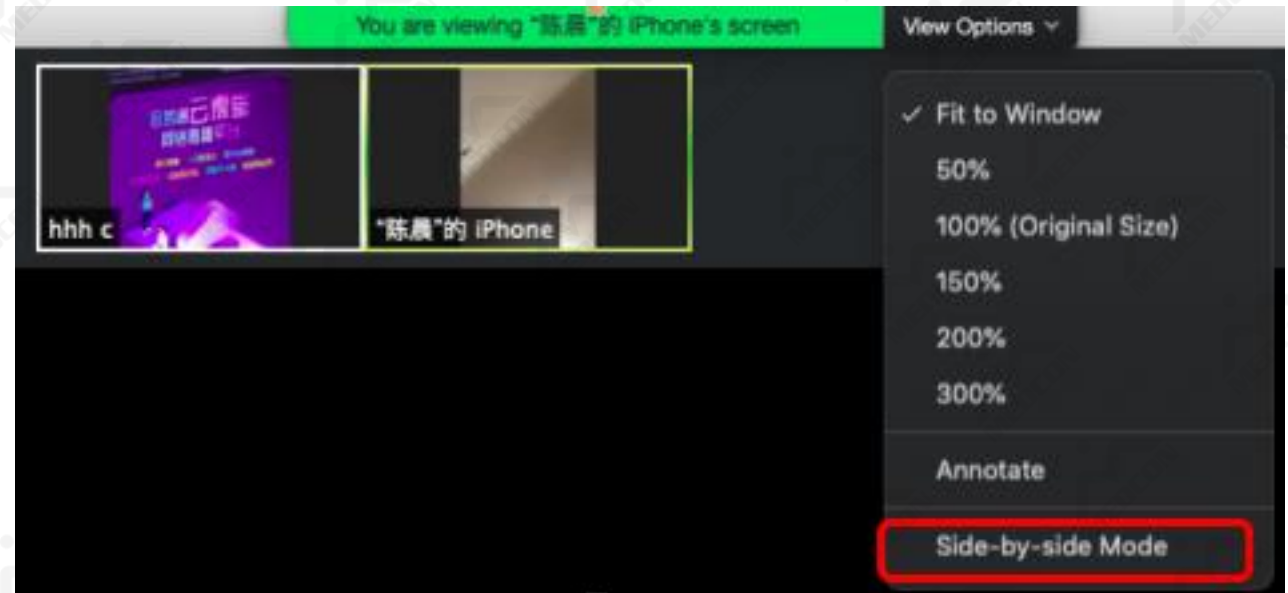 You are viewing "陈晨"的 iPhone's screen
View Options
hhh c
"陈晨"的 iPhone
Fit to Window
50%
100% (Original Size)
150%
200%
300%
Annotate
Side-by-side Mode